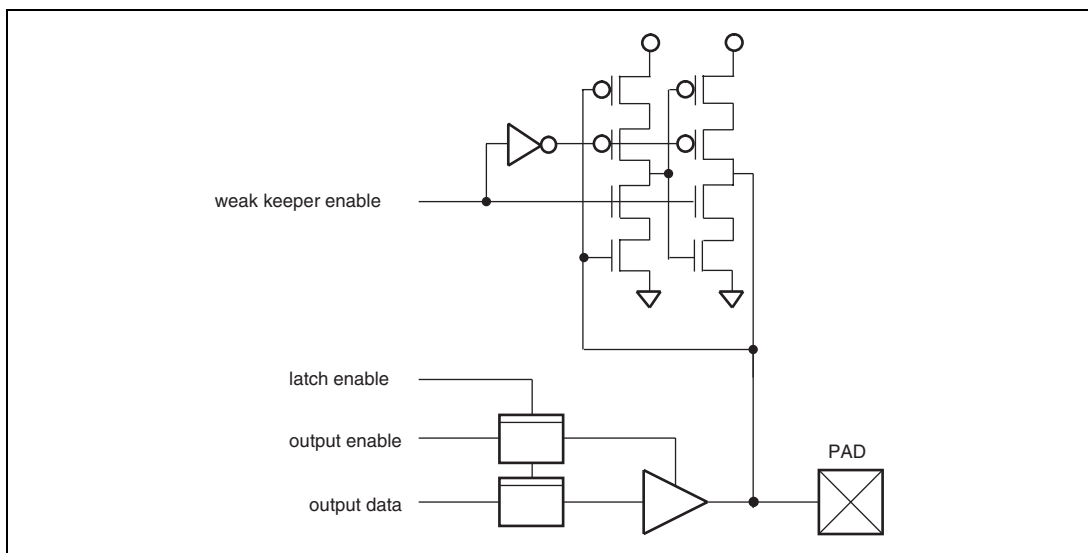 weak keeper enable
latch enable
output enable
PAD
output data